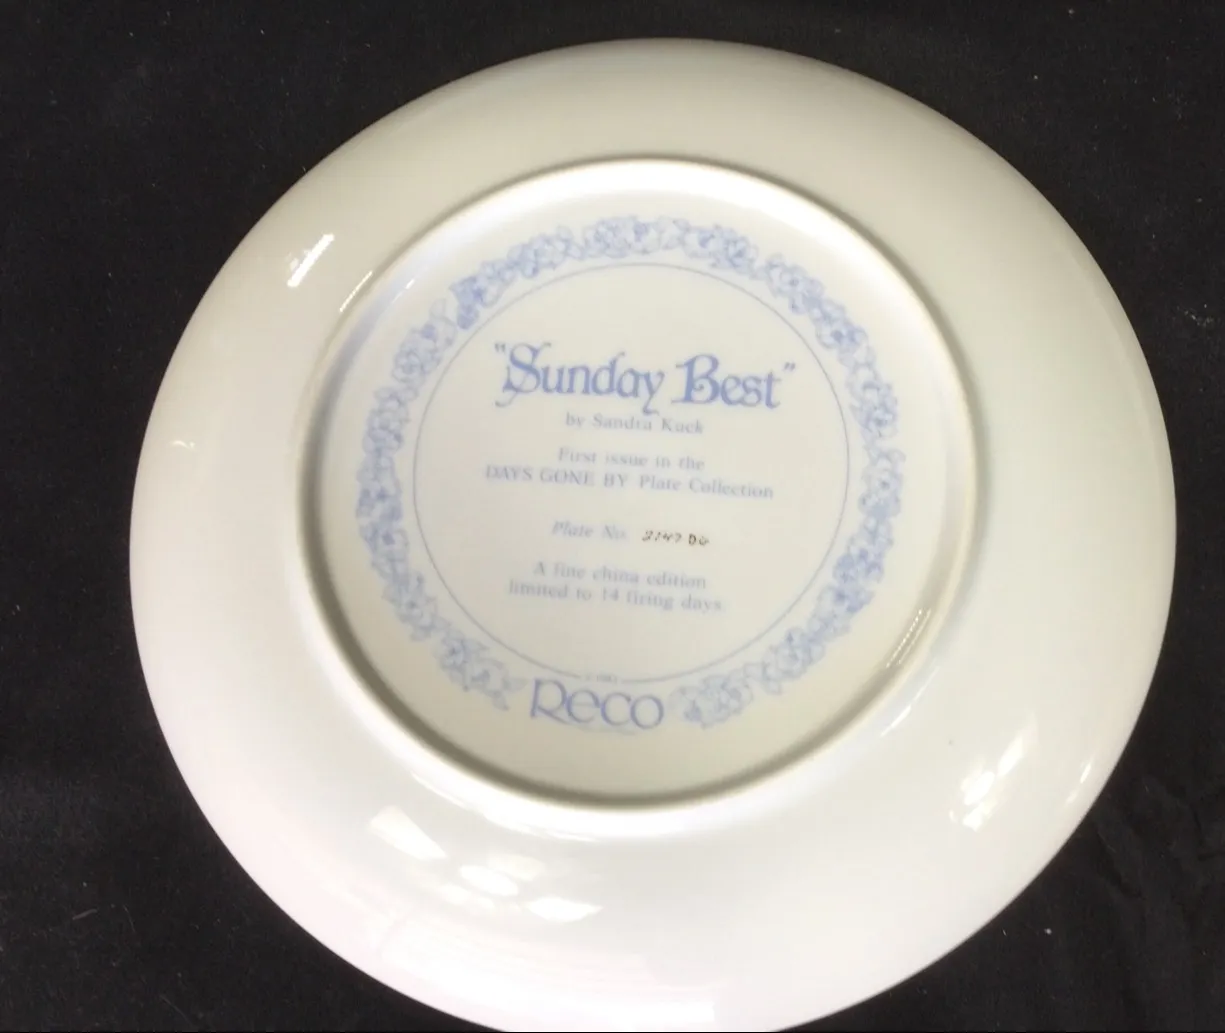 "Sunday Best"
by Sandra Kuck
First issue in the
DAYS GONE BY Plate Collection
Plate No. 2147 DG
A fine china edition
limited to 14 firing days.
Reco